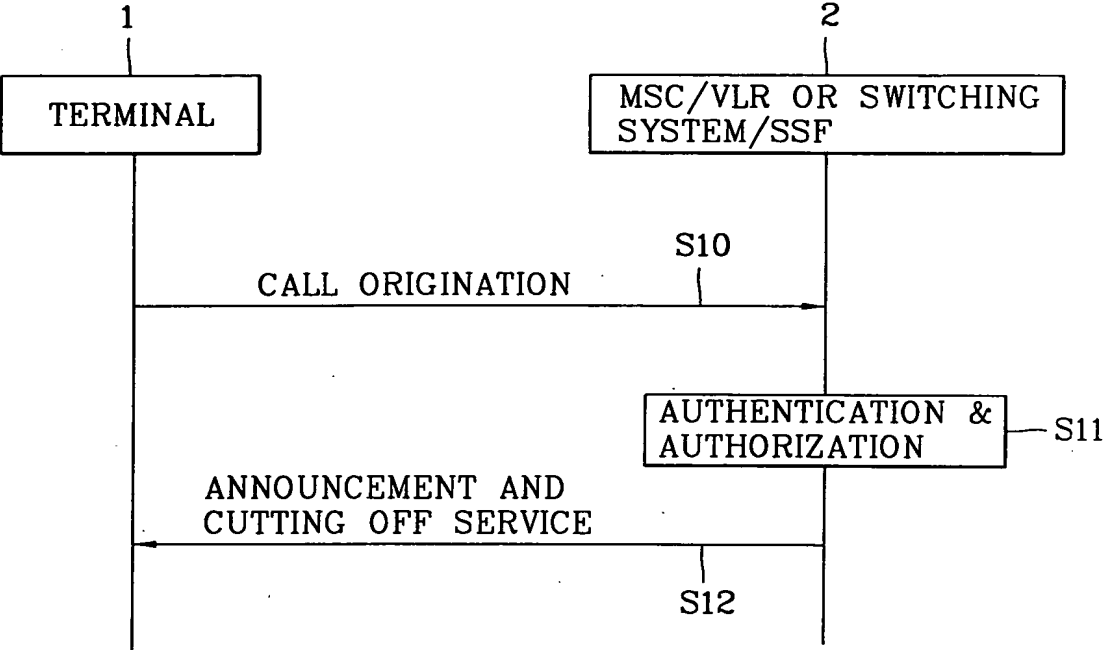 1
2
TERMINAL
MSC/VLR OR SWITCHING
SYSTEM/SSF
S10
CALL ORIGINATION
AUTHENTICATION &
AUTHORIZATION
S11
ANNOUNCEMENT AND
CUTTING OFF SERVICE
S12